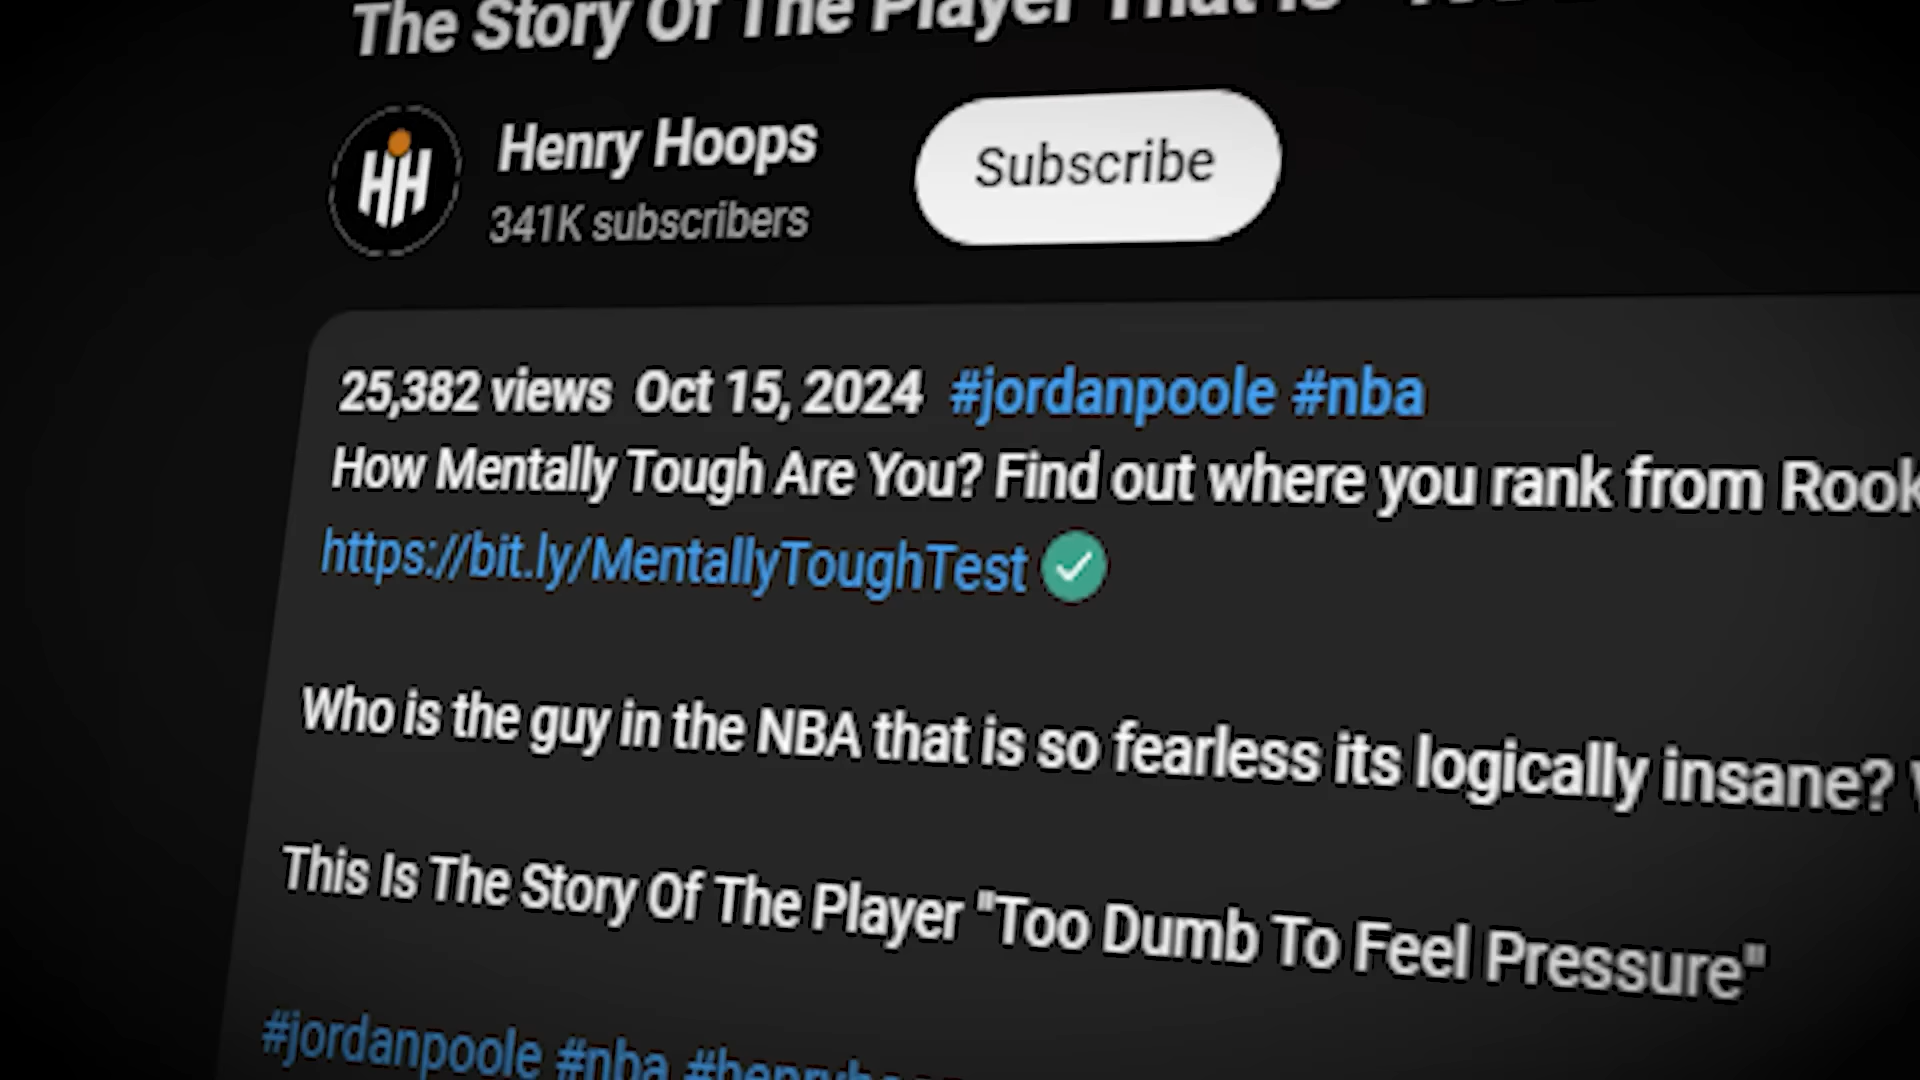 The Story Of The Player That Is
HH
Henry Hoops
341K subscribers
Subscribe
25,382 views Oct 15, 2024 #jordanpoole #nba
How Mentally Tough Are You? Find out where you rank from Rook
https://bit.ly/MentallyToughTest
Who is the guy in the NBA that is so fearless its logically insane?
This Is The Story Of The Player "Too Dumb To Feel Pressure"
#jordanpoole #nba